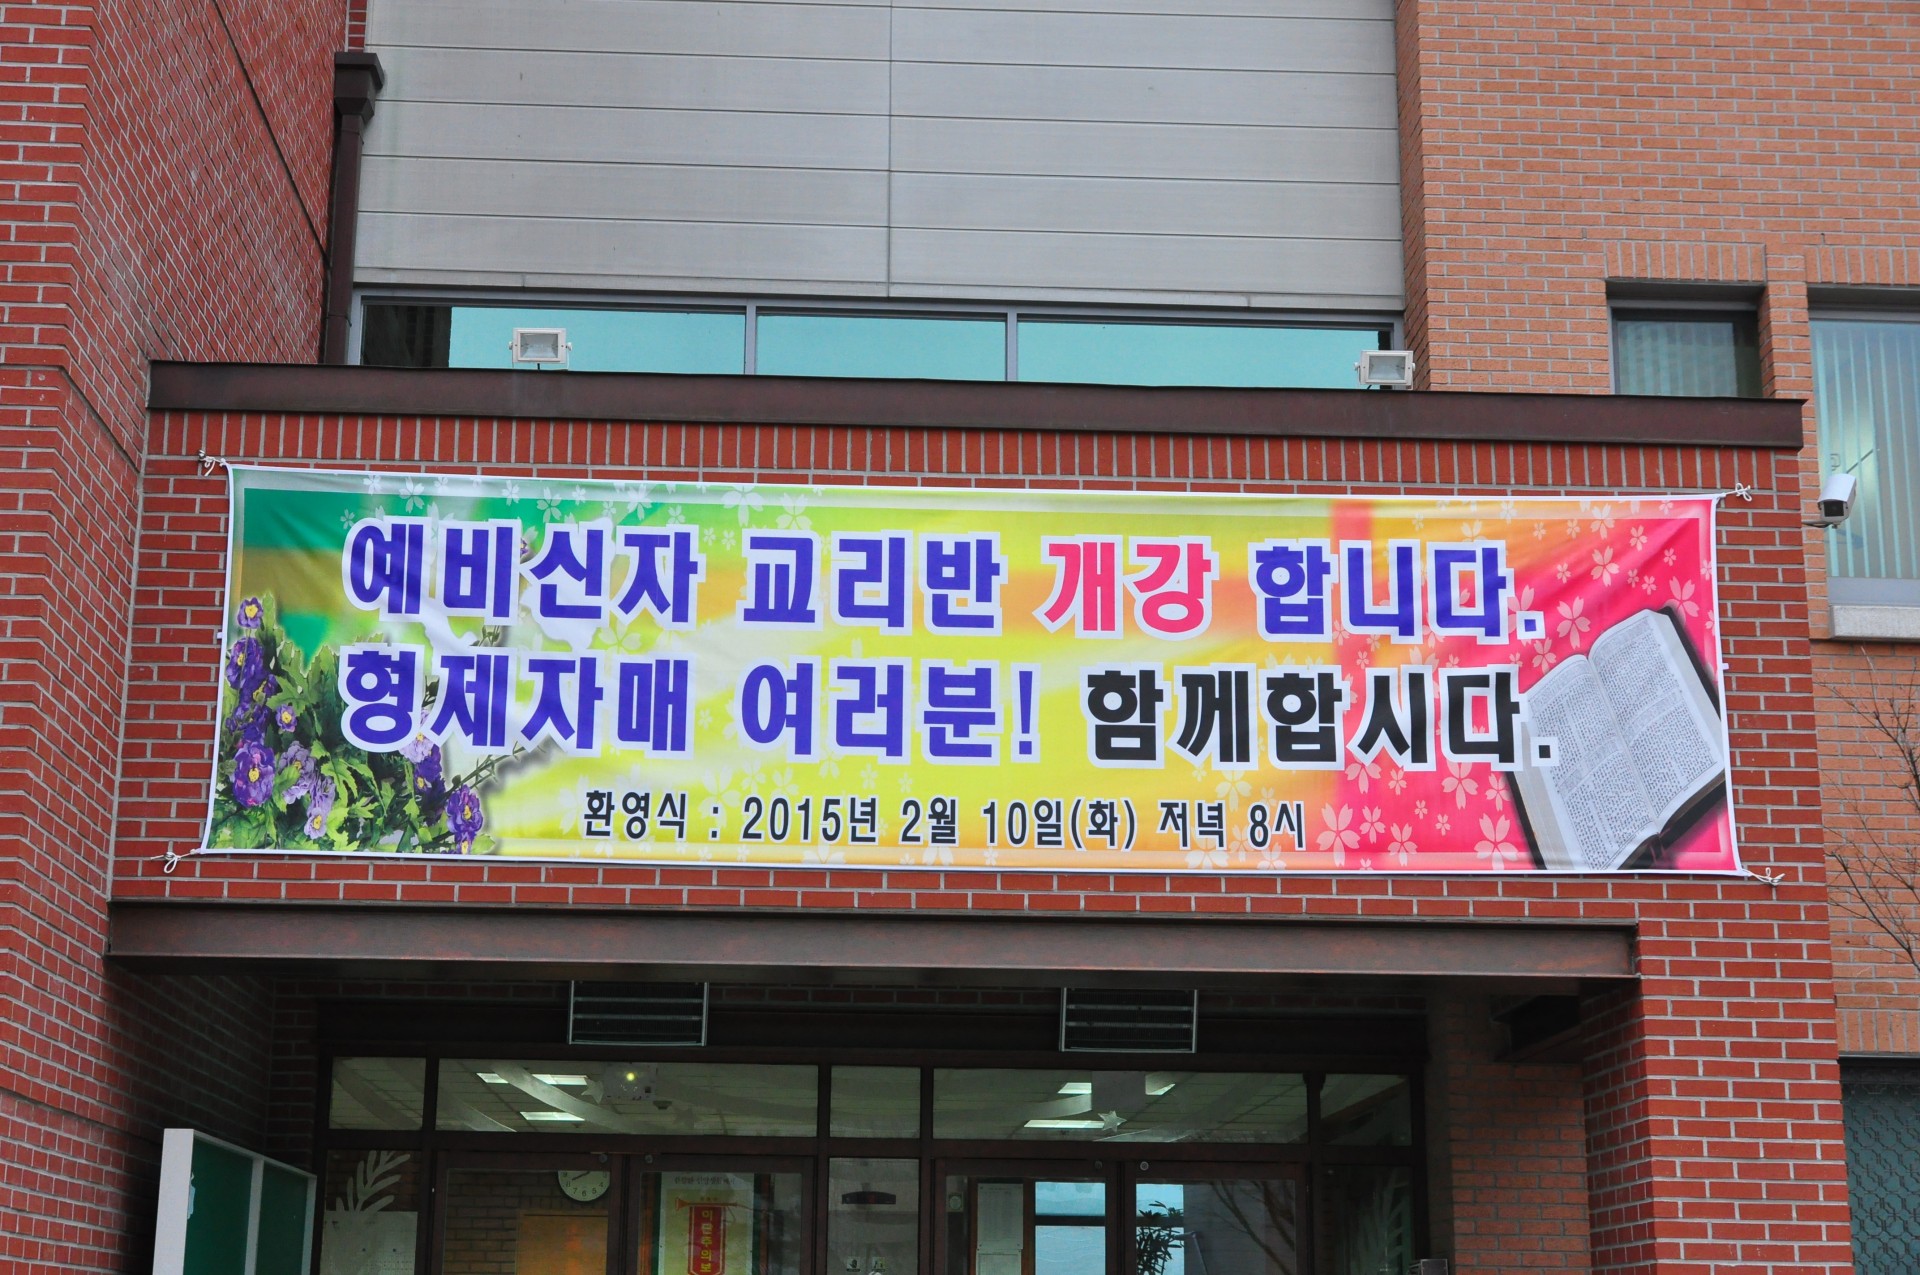 예비신자 교리반 개강 합니다.
형제자매 여러분! 함께합시다.
환영식 : 2015년 2월 10일(화) 저녁 8시